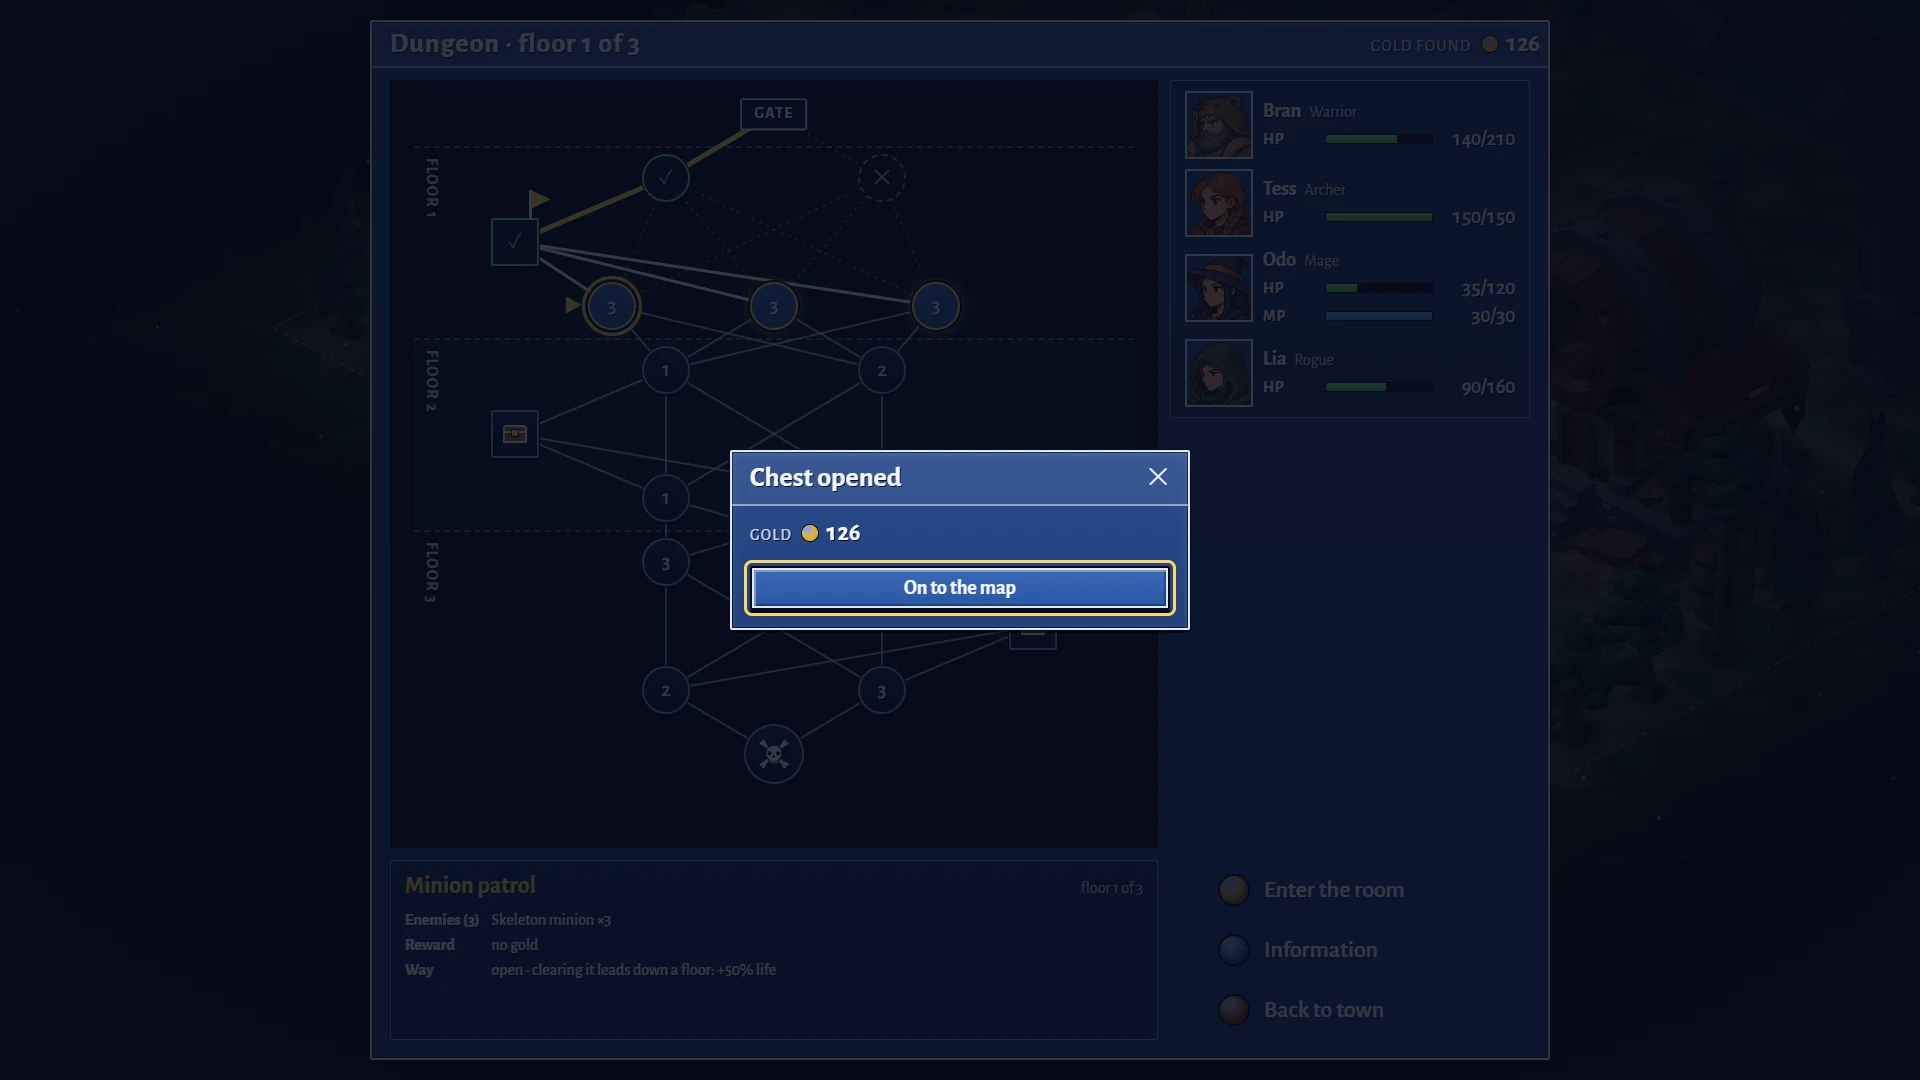 Dungeon · floor 1 of 3
GOLD FOUND 126
GATE
FLOOR 1
3
3
3
FLOOR 2
1
2
1
FLOOR 3
3
2
3
Bran Warrior
HP 140/210
Tess Archer
HP 150/150
Odo Mage
HP 35/120
MP 30/30
Lia Rogue
HP 90/160
Chest opened
GOLD 126
On to the map
Minion patrol
floor 1 of 3
Enemies (3) Skeleton minion ×3
Reward no gold
Way open · clearing it leads down a floor: +50% life
Enter the room
Information
Back to town